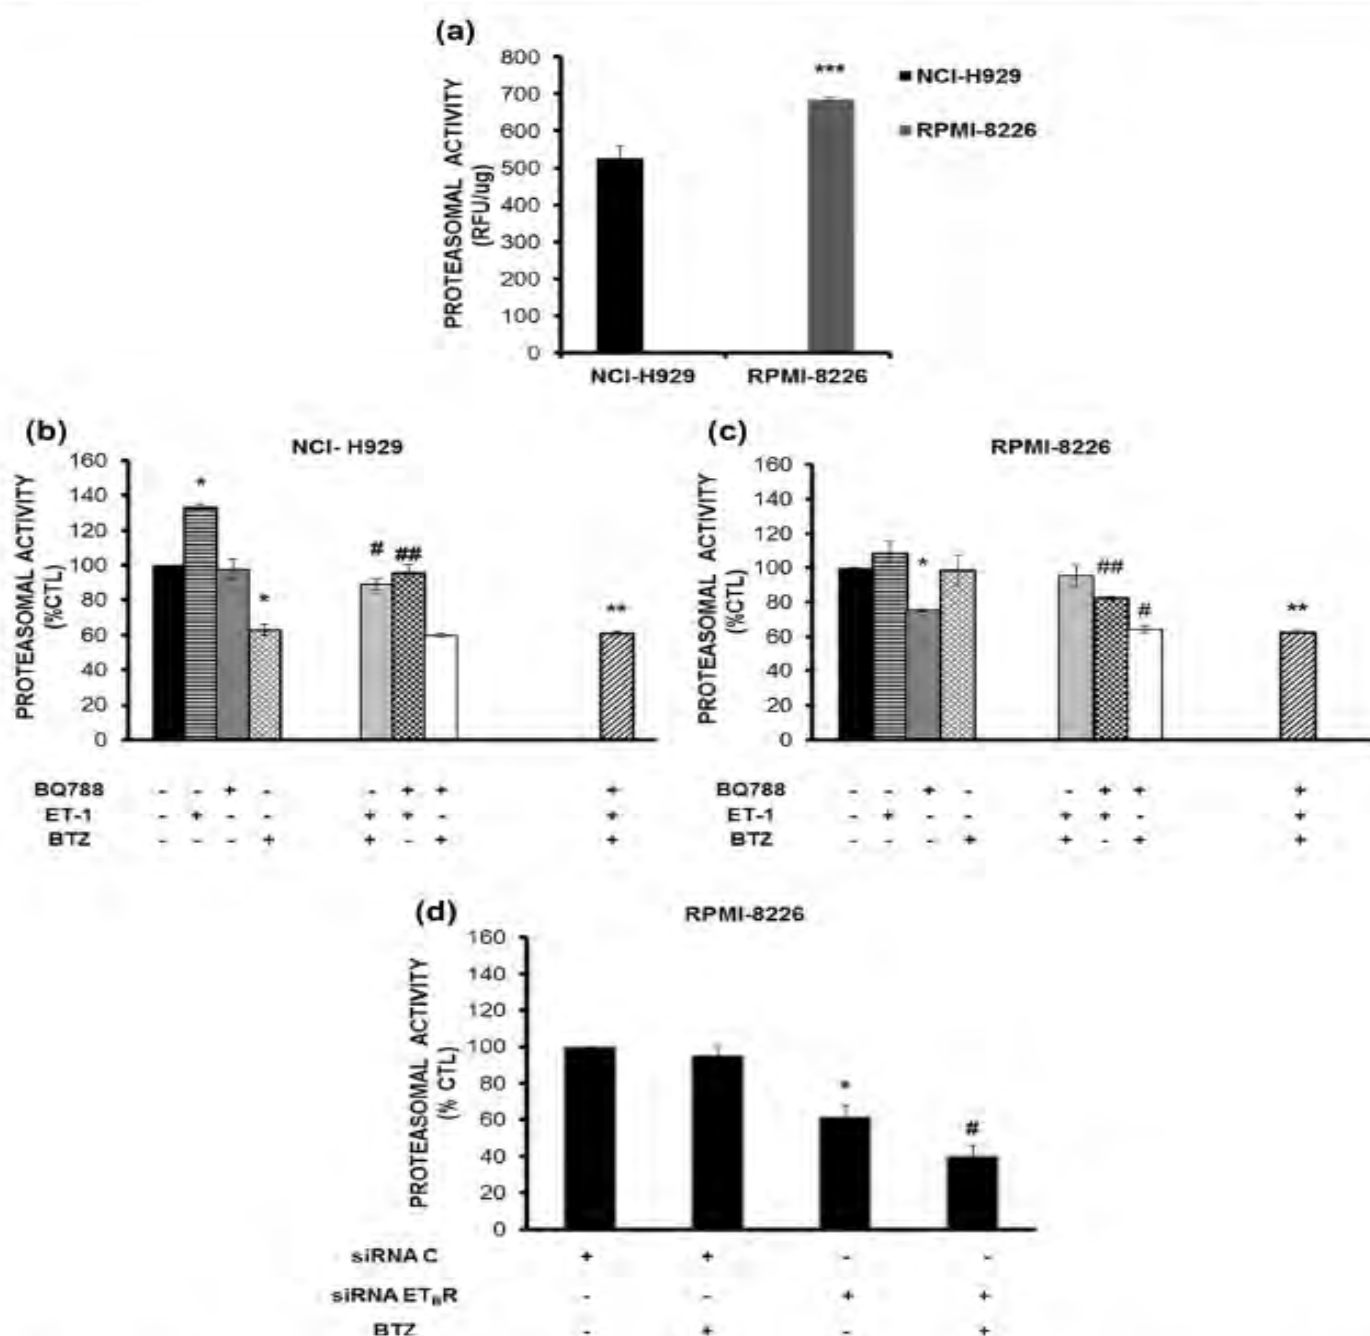 (a)
PROTEASOMAL ACTIVITY
(RFU/ug)
800
700
600
500
400
300
200
100
0
***
NCI-H929
RPMI-8226
NCI-H929 RPMI-8226
(b)
NCI- H929
PROTEASOMAL ACTIVITY
(%CTL)
160
140
120
100
80
60
40
20
0
* * # ## **
BQ788 - - + - - + + +
ET-1 - + - - + + - +
BTZ - - - + + - + +
(c)
RPMI-8226
PROTEASOMAL ACTIVITY
(%CTL)
160
140
120
100
80
60
40
20
0
* ## # **
BQ788 - - + - - + + +
ET-1 - + - - + + - +
BTZ - - - + + - + +
(d)
RPMI-8226
PROTEASOMAL ACTIVITY
(% CTL)
160
140
120
100
80
60
40
20
0
* #
siRNA C + + - -
siRNA ET_BR - - + +
BTZ - + - +